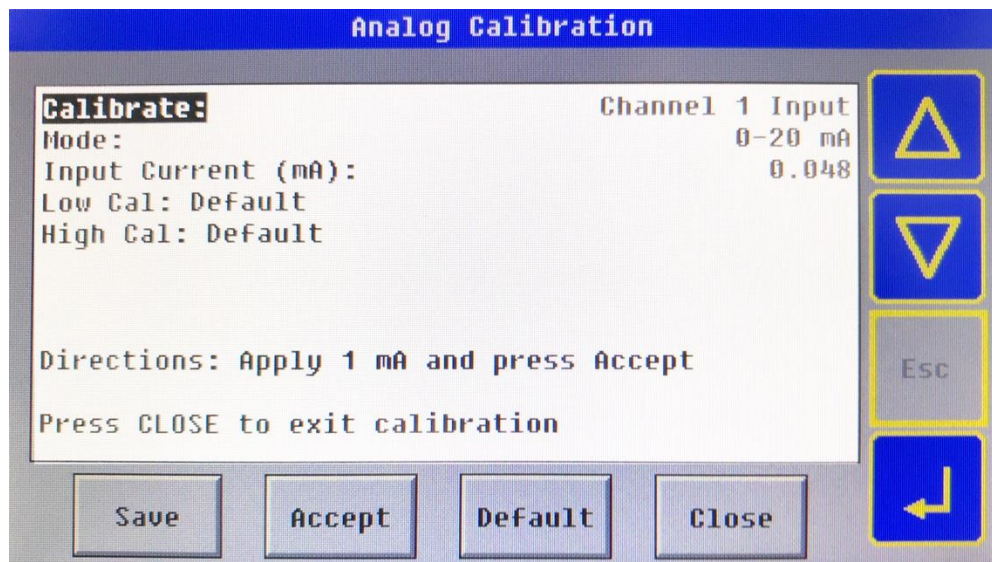 Analog Calibration
Calibrate: Channel 1 Input
Mode: 0-20 mA
Input Current (mA): 0.048
Low Cal: Default
High Cal: Default
Directions: Apply 1 mA and press Accept
Esc
Press CLOSE to exit calibration
Save Accept Default Close